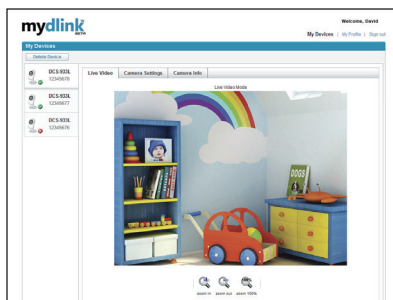 mydlink
BETA
Welcome, David
My Devices | My Profile | Sign out
My Devices
Delete Device
DCS-933L
12345678
DCS-933L
12345677
DCS-933L
12345676
Live Video
Camera Settings
Camera Info
Live Video Mode
DOGS
zoom in
zoom out
zoom 100%